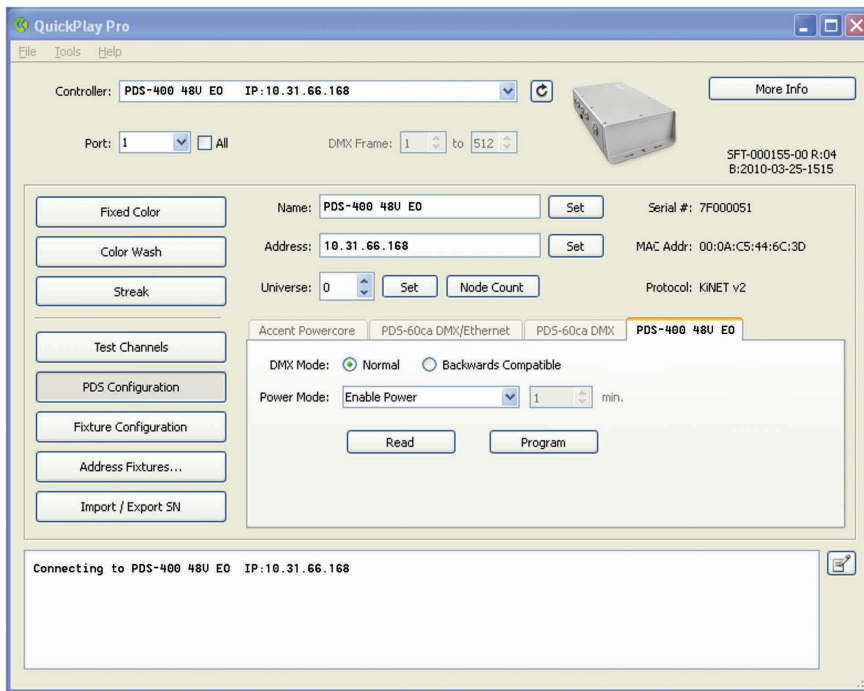 QuickPlay Pro
File Tools Help
Controller: PDS-400 48V EO IP:10.31.66.168
More Info
Port: 1 All DMX Frame: 1 to 512
SFT-000155-00 R:04
B:2010-03-25-1515
Fixed Color
Color Wash
Streak
Test Channels
PDS Configuration
Fixture Configuration
Address Fixtures...
Import / Export SN
Name: PDS-400 48V EO Set Serial #: 7F000051
Address: 10.31.66.168 Set MAC Addr: 00:0A:C5:44:6C:3D
Universe: 0 Set Node Count Protocol: KiNET v2
Accent Powercore PDS-60ca DMX/Ethernet PDS-60ca DMX PDS-400 48V EO
DMX Mode: Normal Backwards Compatible
Power Mode: Enable Power 1 min.
Read Program
Connecting to PDS-400 48V EO IP:10.31.66.168